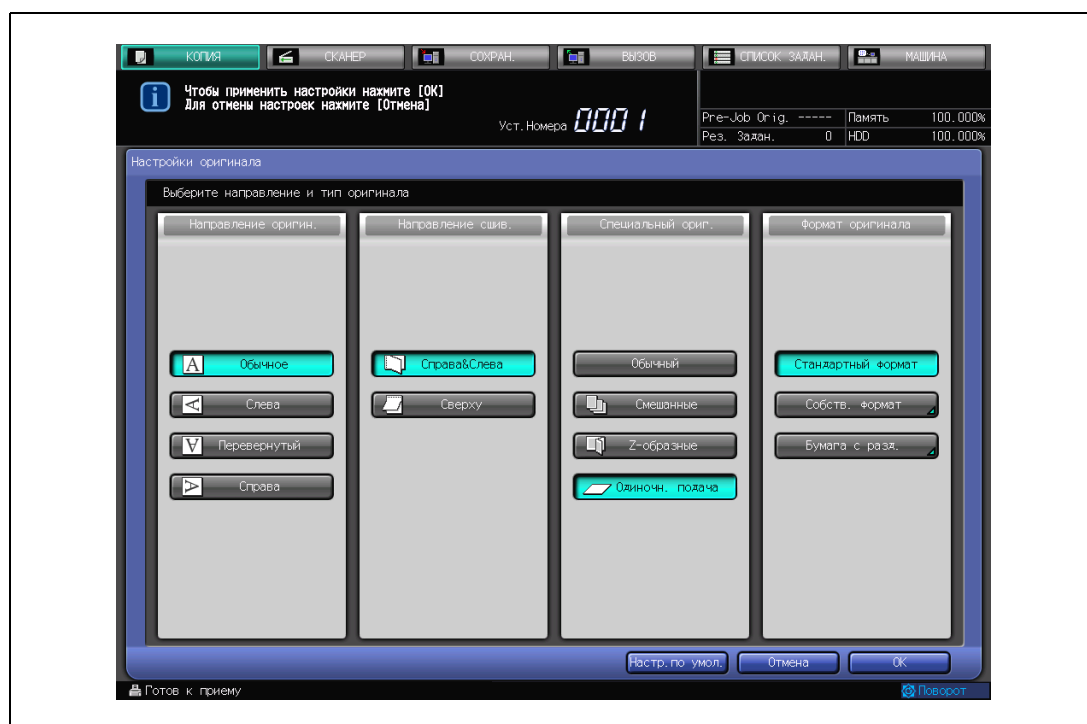 КОПИЯ СКАНЕР СОХРАН. ВЫЗОВ СПИСОК ЗАДАН. МАШИНА
Чтобы применить настройки нажмите [OK]
Для отмены настроек нажмите [Отмена]
Уст.Номера 0001
Pre-Job Orig. ----- Память 100.000%
Рез. Задан. 0 HDD 100.000%
Настройки оригинала
Выберите направление и тип оригинала
Направление оригин. Направление сшив. Специальный ориг. Формат оригинала
A Обычное Справа&Слева Обычный Стандартный формат
A Слева Сверху Смешанные Собств. формат
A Перевернутый Z-образные Бумага с разд.
A Справа Одиночн. подача
Настр.по умол. Отмена OK
Готов к приему Поворот